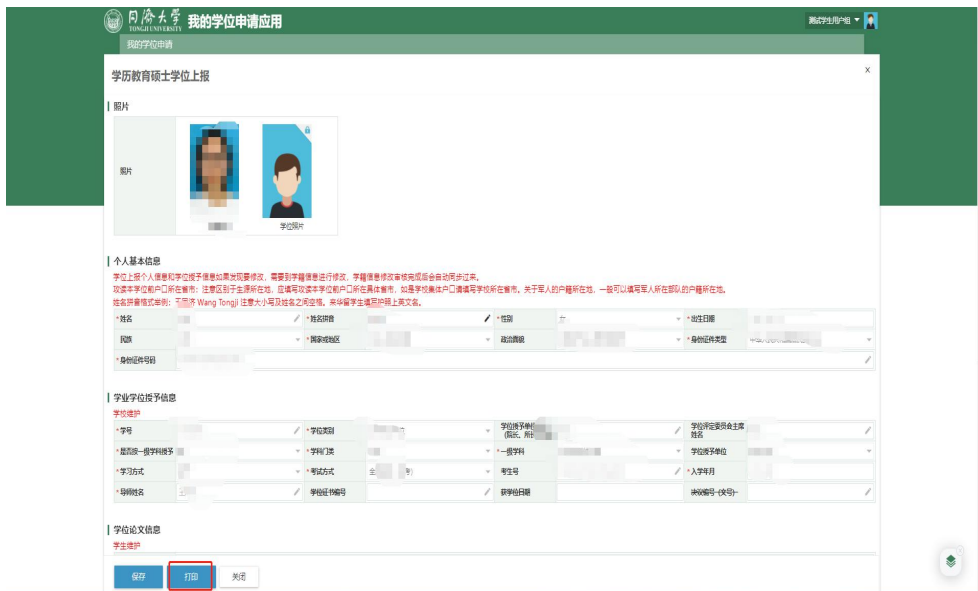 同济大学 我的学位申请应用 测试学生用户组
TONGJI UNIVERSITY
我的学位申请
学历教育硕士学位上报 x
照片
照片
学位照片
个人基本信息
学位上报个人信息和学位授予信息如果发现要修改，需要到学籍信息进行修改，学籍信息修改审核完成后会自动同步过来。
攻读本学位前户口所在省市：注意区别于生源所在地，应填写攻读本学位前户口所在具体省市，如是学校集体户口请填写学校所在省市。关于军人的户籍所在地，一般可以填写军人所在部队的户籍所在地。
姓名拼音格式举例：王同济 Wang Tongji 注意大小写及姓名之间空格。来华留学生填写护照上英文名。
*姓名 *姓名拼音 *性别 *出生日期
民族 *国家或地区 政治面貌 *身份证件类型
*身份证件号码
学业学位授予信息
学校维护
*学号 *学位类别 学位授予单位 学位评定委员会主席
（院长、所长 姓名
*是否按一级学科授予 *学科门类 *一级学科 学位授予单位
*学习方式 *考试方式 考生号 *入学年月
*导师姓名 学位证书编号 获学位日期 决议编号（文号）
学位论文信息
学生维护
保存 打印 关闭